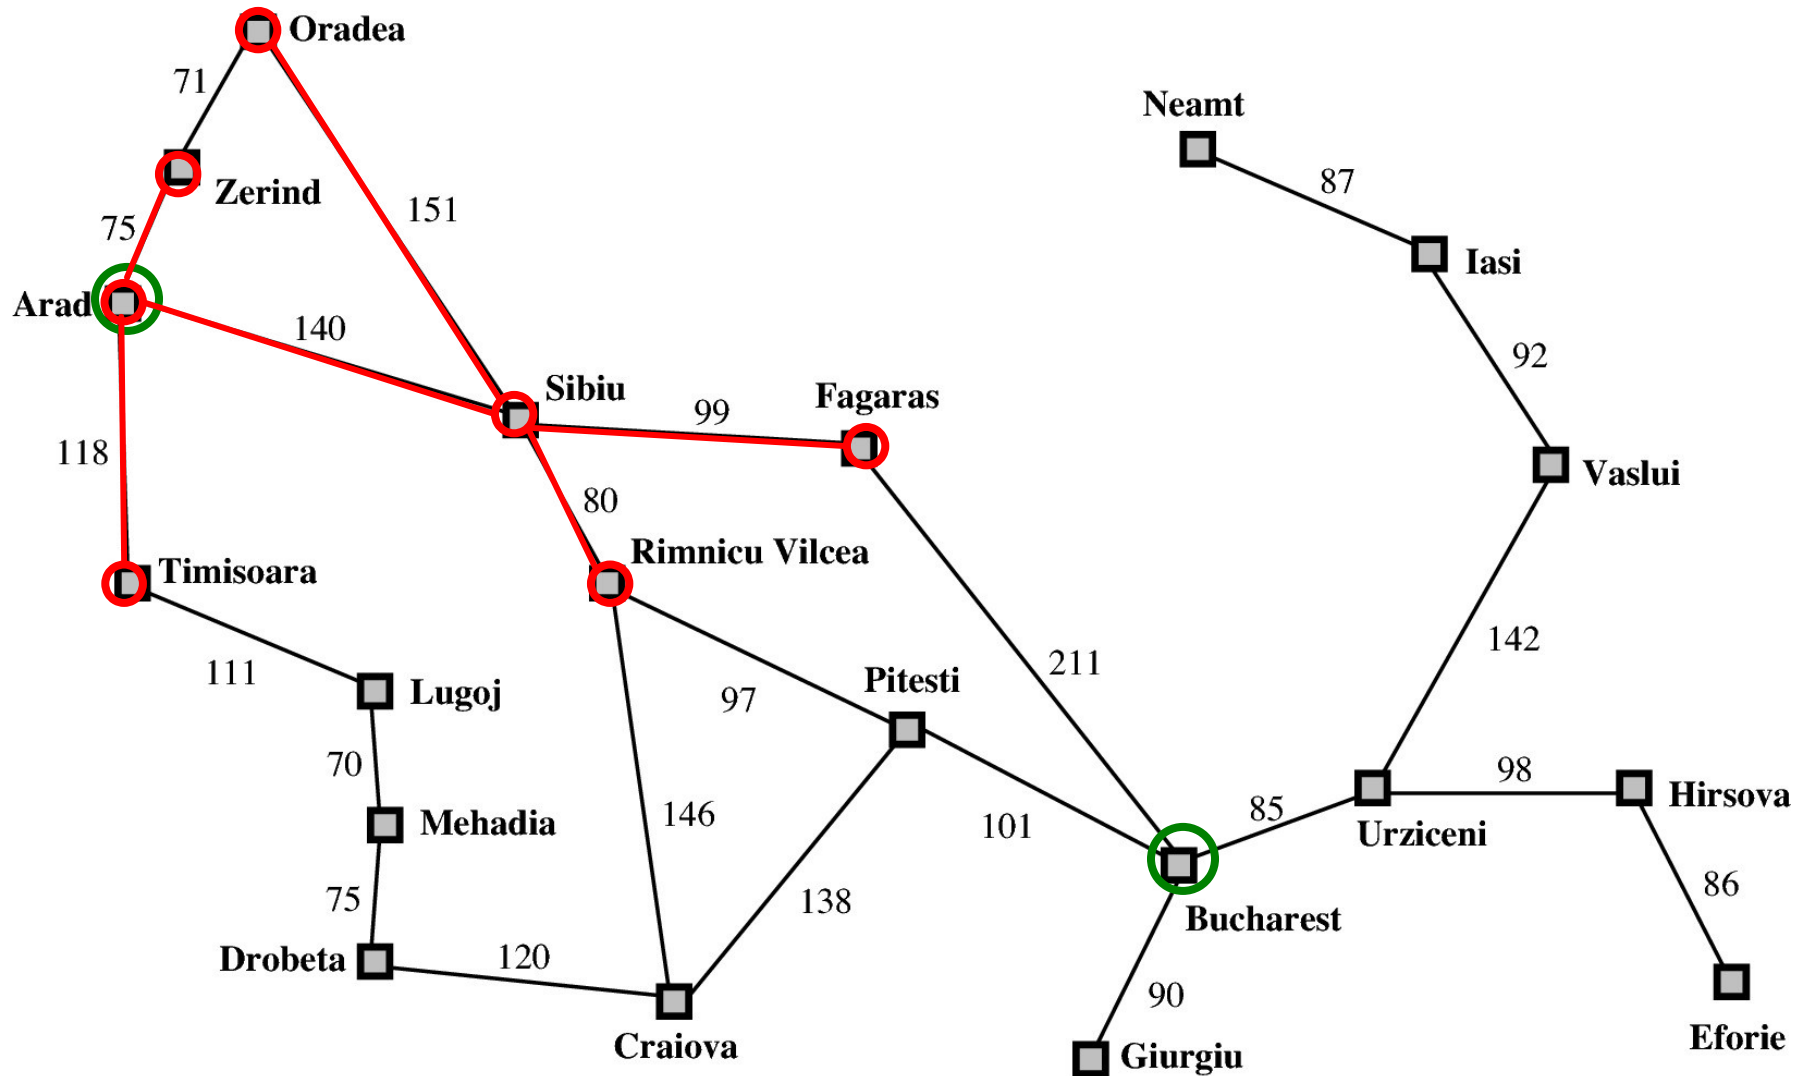 Oradea
71
Neamt
87
Zerind
151
75
Iasi
Arad
140
92
Sibiu
Fagaras
99
118
Vaslui
80
Rimnicu Vilcea
Timisoara
142
211
111
Lugoj
97
Pitesti
70
98
Hirsova
85
146
101
Mehadia
Urziceni
86
75
138
Bucharest
Drobeta
120
90
Craiova
Giurgiu
Eforie